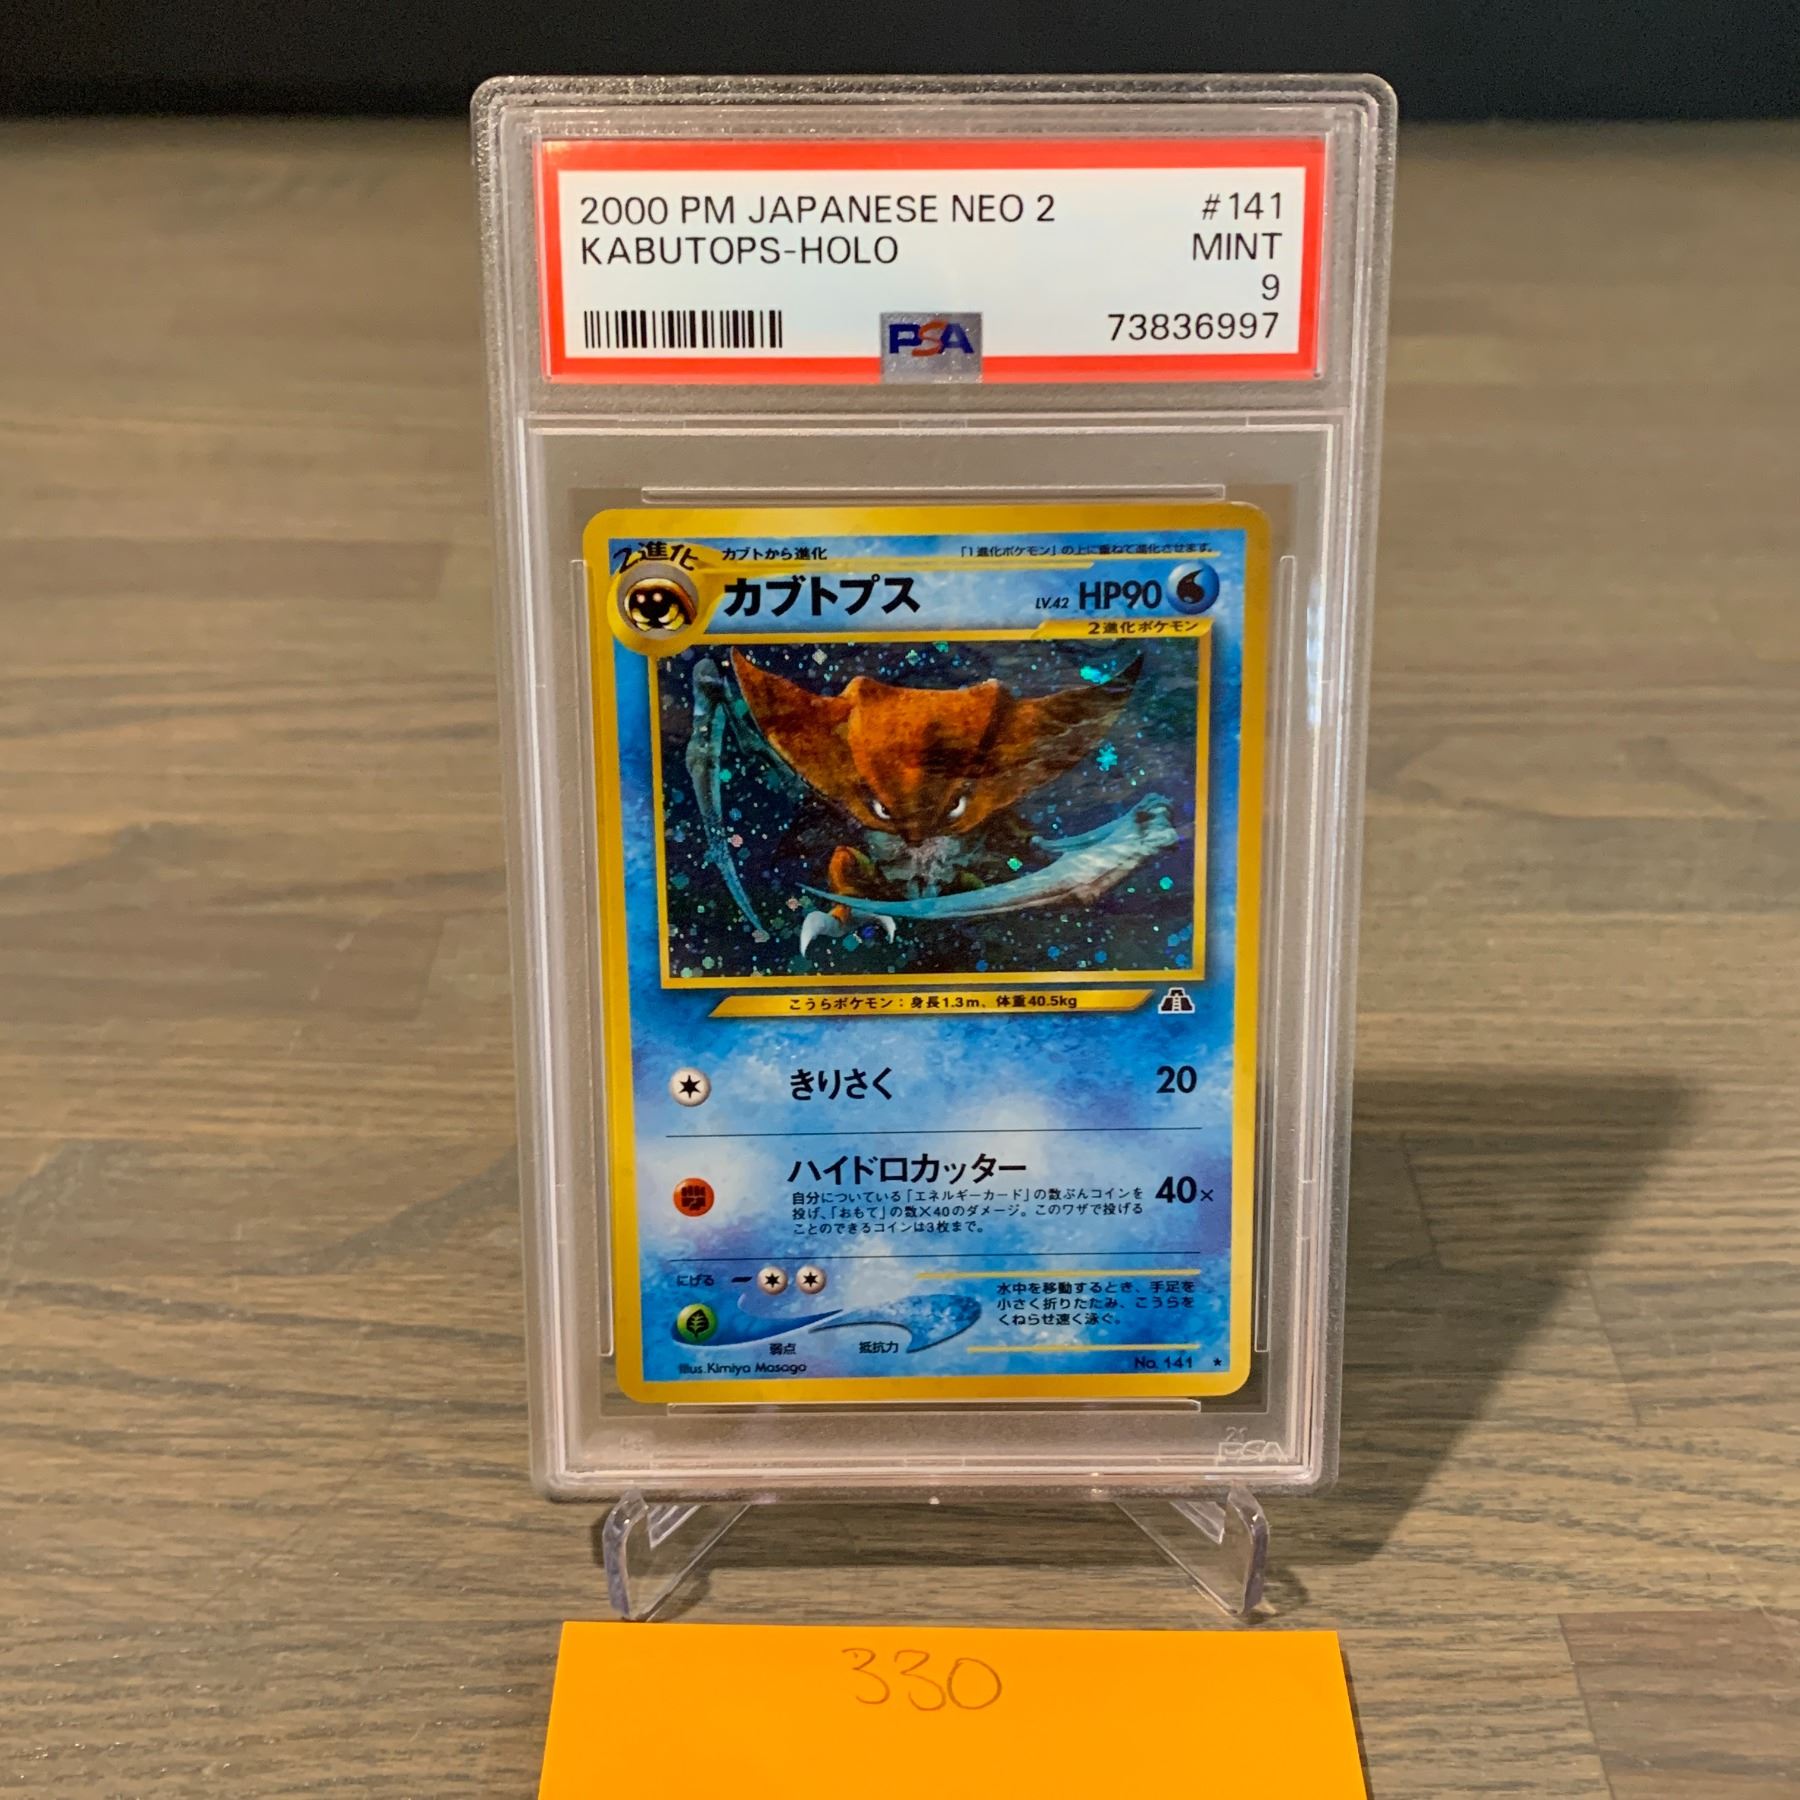 2000 PM JAPANESE NEO 2 #141
KABUTOPS-HOLO MINT
9
PSA 73836997
2進化 カブトから進化 「1進化ポケモン」の上に重ねて進化させます。
カブトプス LV.42 HP90
2進化ポケモン
こうらポケモン：身長1.3m、体重40.5kg
きりさく 20
ハイドロカッター
自分についている「エネルギーカード」の数ぶんコインを
投げ、「おもて」の数×40のダメージ。このワザで投げる
ことのできるコインは3枚まで。
40×
にげる
水中を移動するとき、手足を
小さく折りたたみ、こうらを
くねらせ速く泳ぐ。
弱点 抵抗力
Illus. Kimiya Masago No. 141 ★
PSA
330